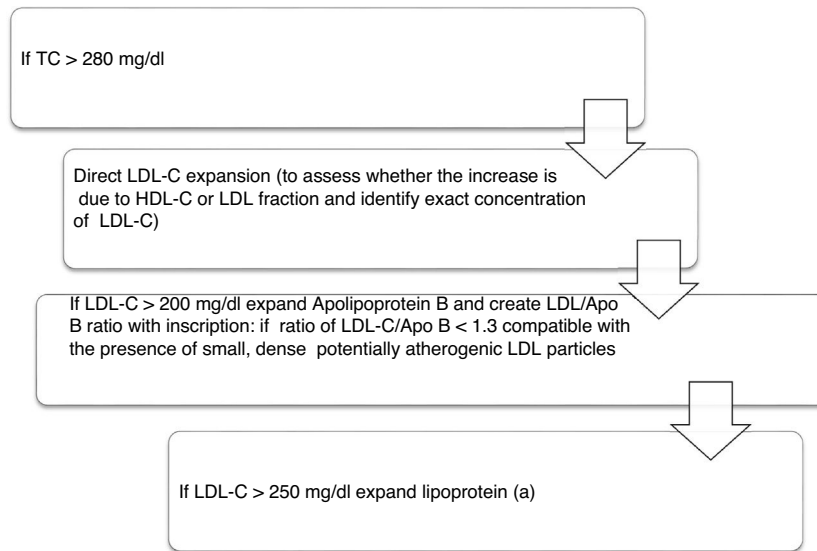 If TC > 280 mg/dl
Direct LDL-C expansion (to assess whether the increase is
due to HDL-C or LDL fraction and identify exact concentration
of LDL-C)
If LDL-C > 200 mg/dl expand Apolipoprotein B and create LDL/Apo
B ratio with inscription: if ratio of LDL-C/Apo B < 1.3 compatible with
the presence of small, dense potentially atherogenic LDL particles
If LDL-C > 250 mg/dl expand lipoprotein (a)